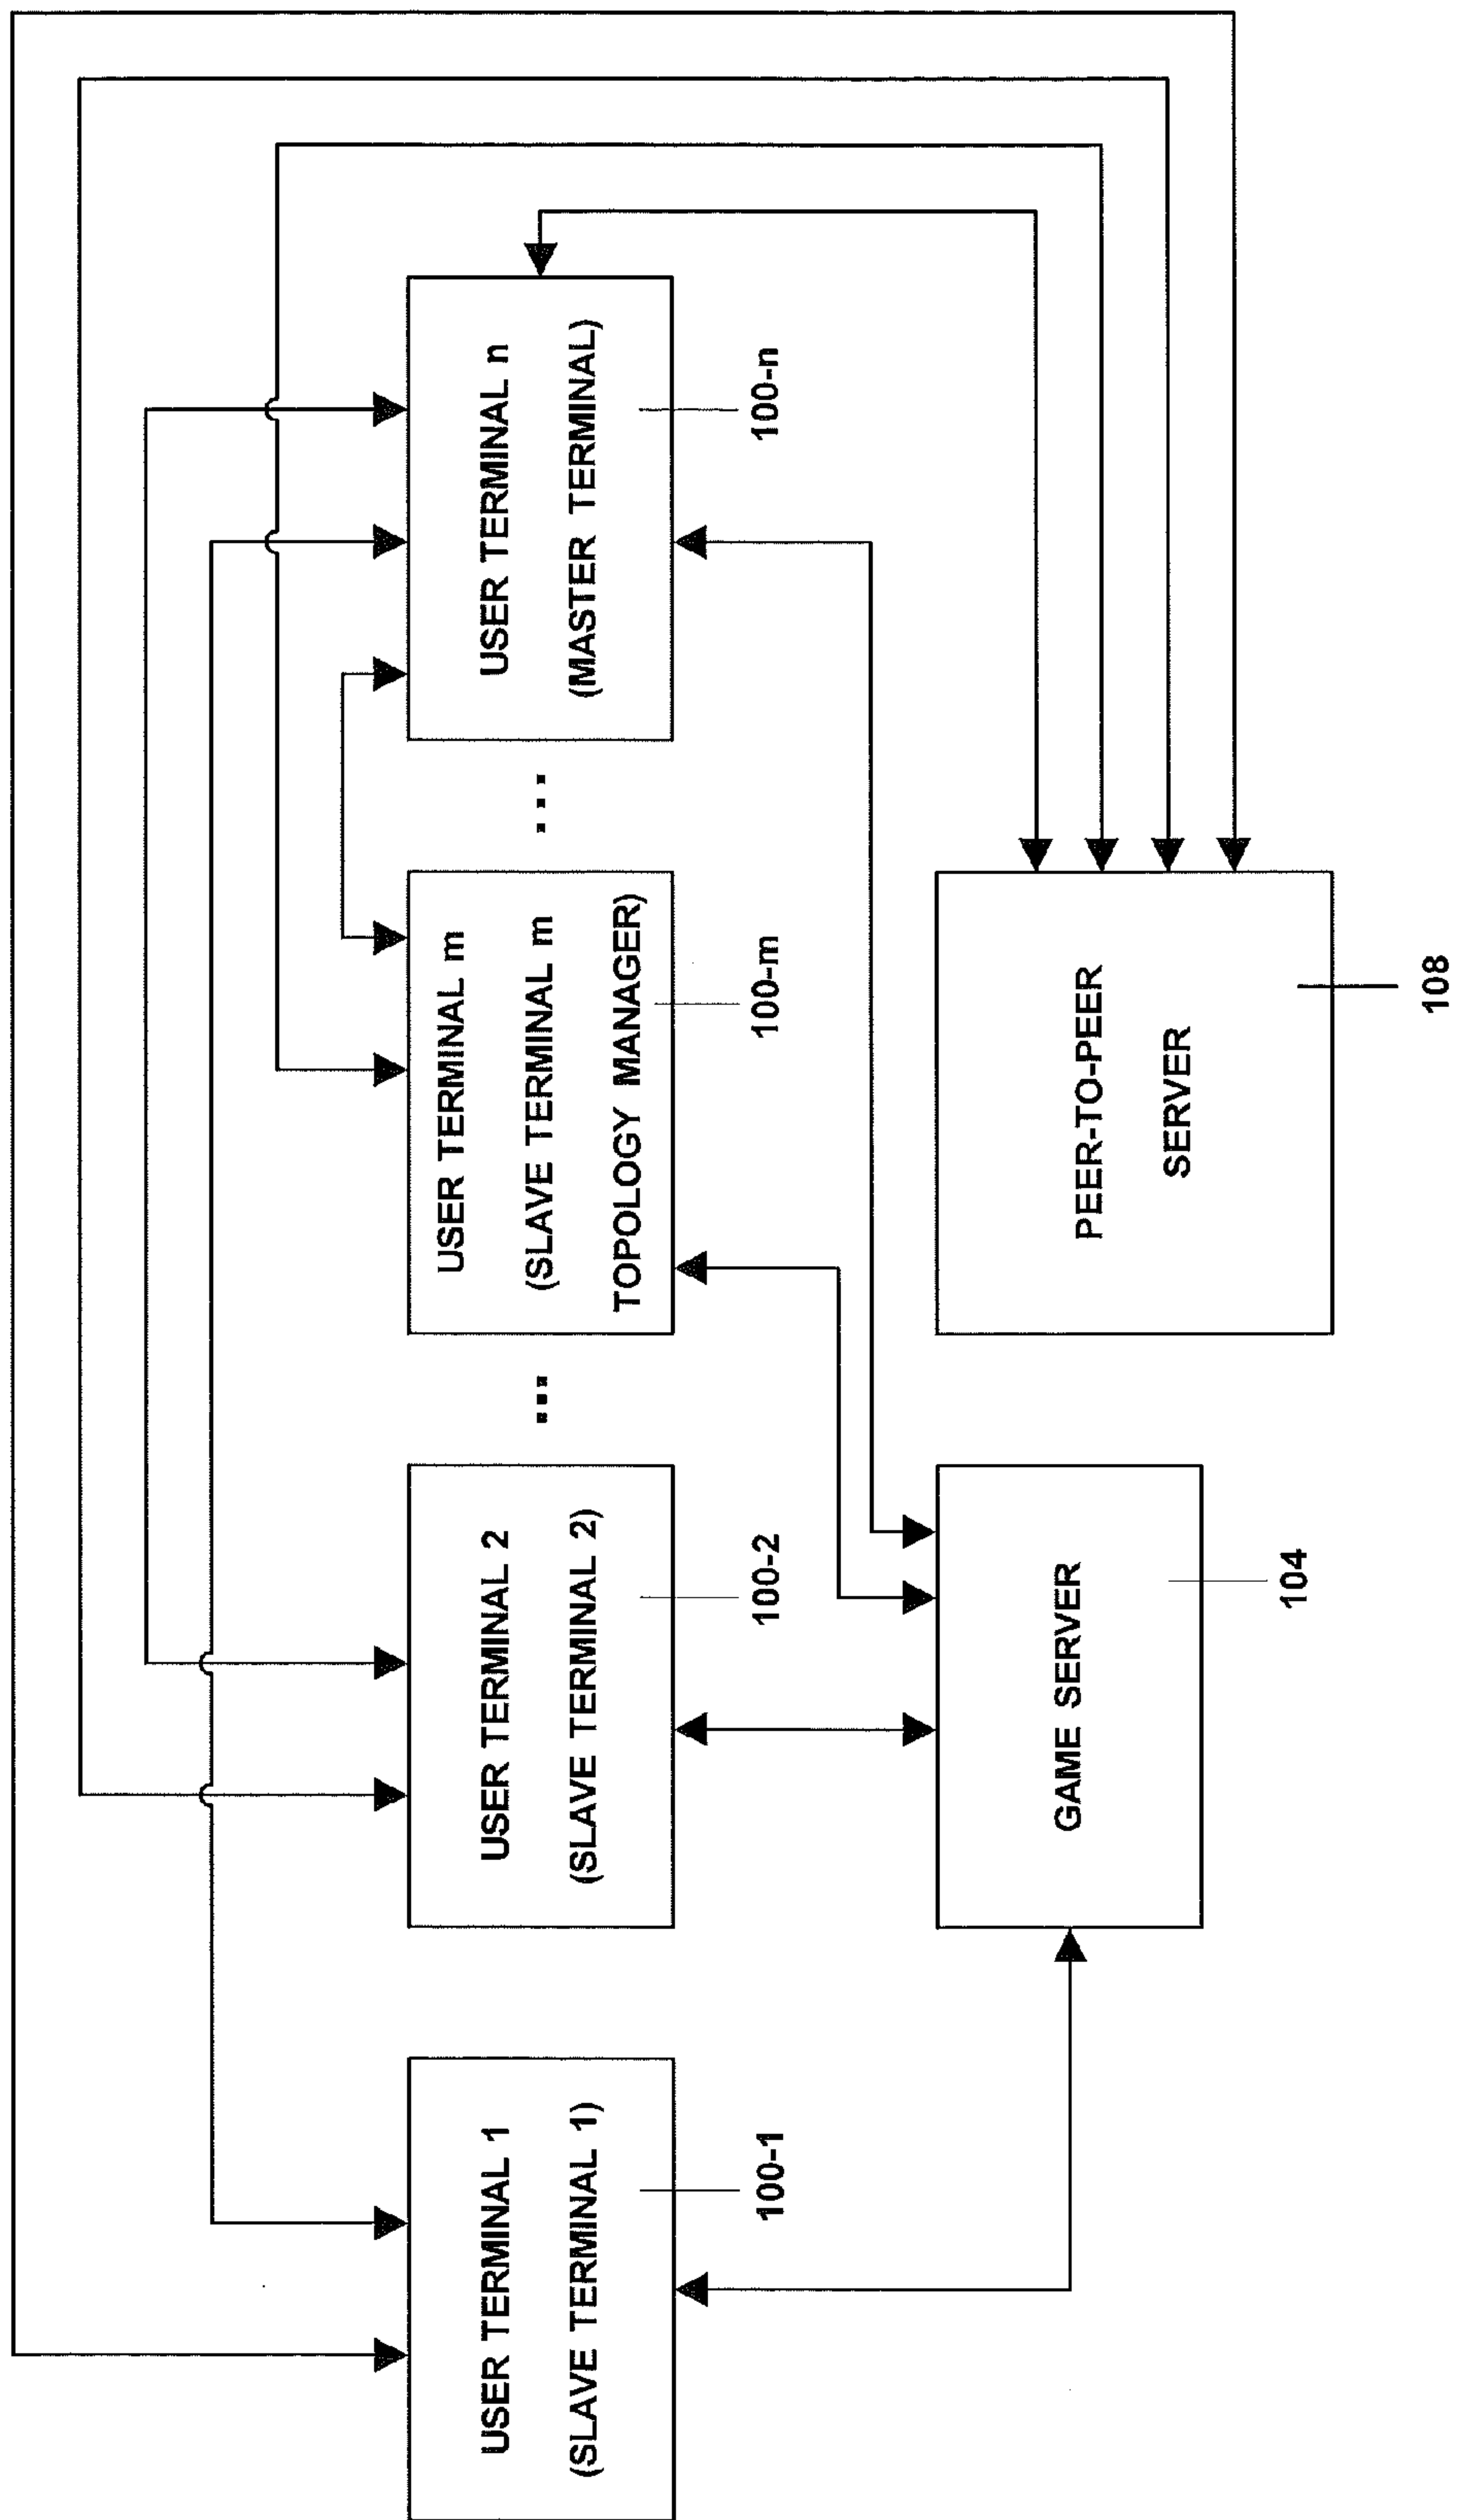 USER TERMINAL 1
(SLAVE TERMINAL 1)
100-1
USER TERMINAL 2
(SLAVE TERMINAL 2)
100-2
...
USER TERMINAL m
(SLAVE TERMINAL m
TOPOLOGY MANAGER)
100-m
...
USER TERMINAL n
(MASTER TERMINAL)
100-n
GAME SERVER
104
PEER-TO-PEER
SERVER
108